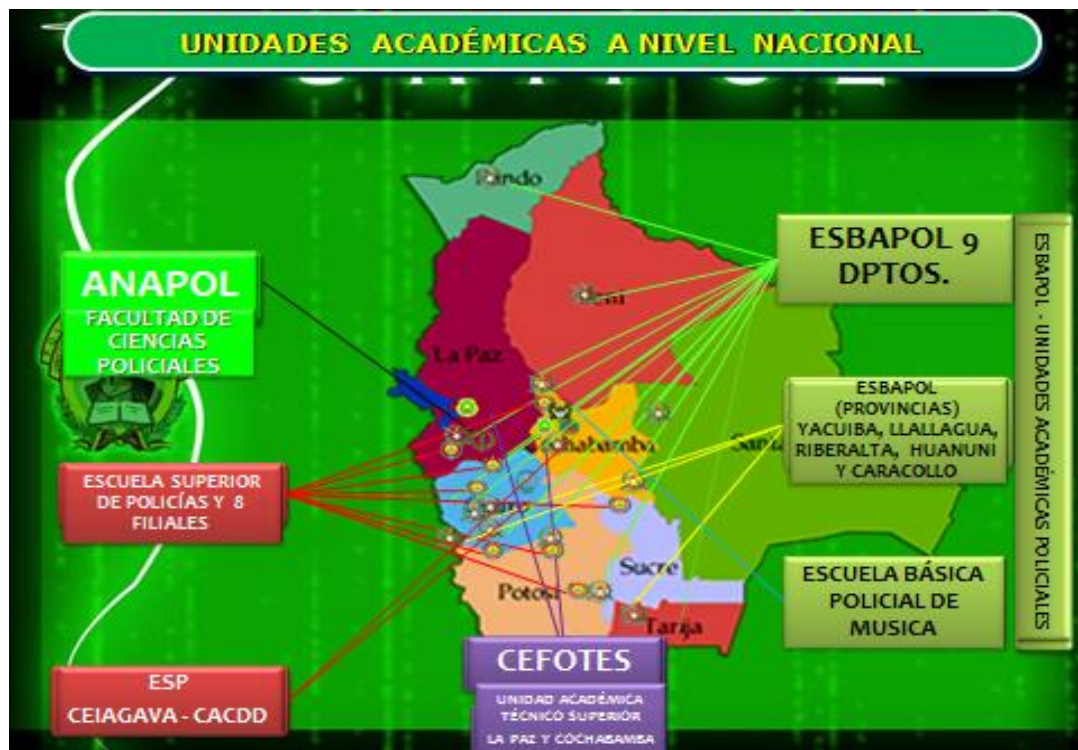 UNIDADES ACADÉMICAS A NIVEL NACIONAL
ANAPOL
FACULTAD DE
CIENCIAS
POLICIALES
ESCUELA SUPERIOR
DE POLICÍAS Y 8
FILIALES
ESP
CEIAGAVA - CACDD
Pando
La Paz
Cochabamba
Sucre
Potosí
Tarija
CEFOTES
UNIDAD ACADÉMICA
TÉCNICO SUPERIOR
LA PAZ Y COCHABAMBA
ESBAPOL 9
DPTOS.
ESBAPOL
(PROVINCIAS)
YACUIBA, LLALLAGUA,
RIBERALTA, HUANUNI
Y CARACOLLO
ESCUELA BÁSICA
POLICIAL DE
MUSICA
ESBAPOL - UNIDADES ACADÉMICAS POLICIALES